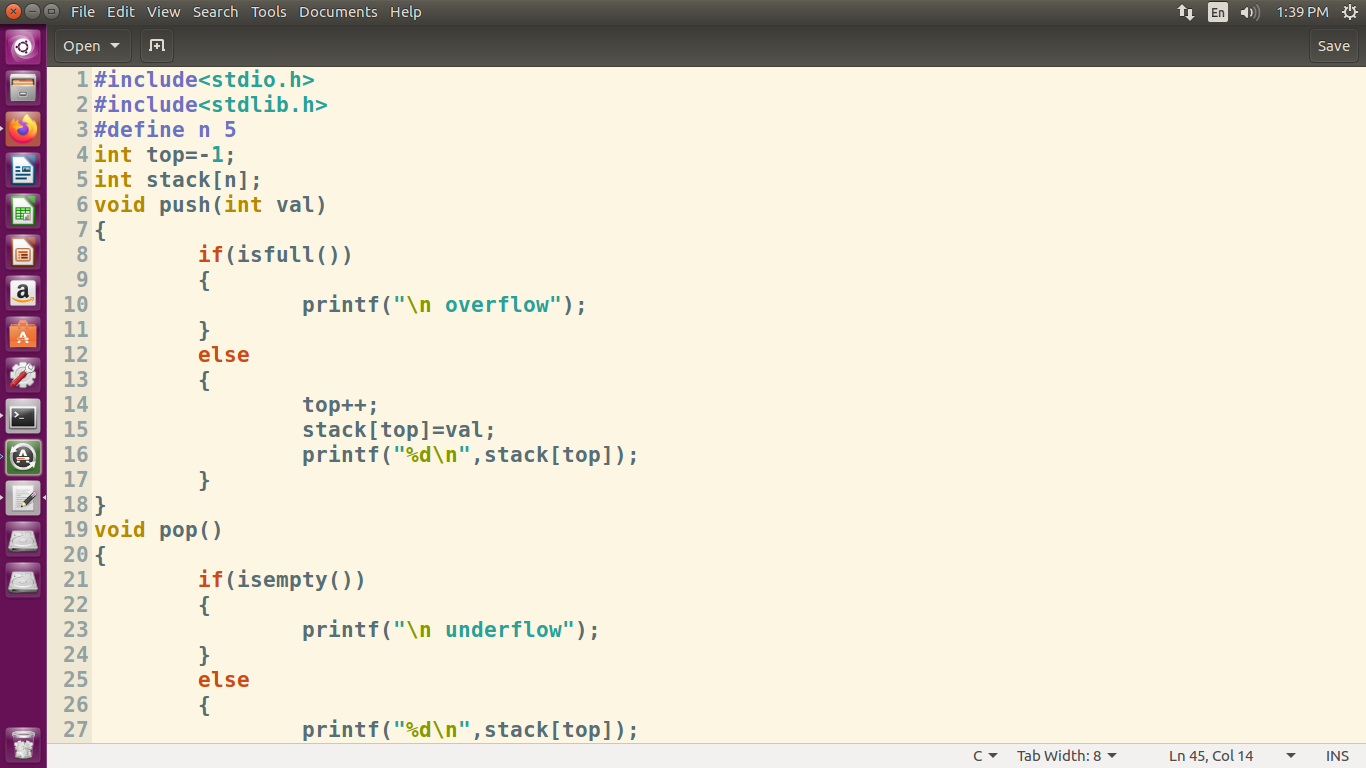 File Edit View Search Tools Documents Help
En 1:39 PM
Open Save
1 #include<stdio.h>
2 #include<stdlib.h>
3 #define n 5
4 int top=-1;
5 int stack[n];
6 void push(int val)
7 {
8 if(isfull())
9 {
10 printf("\n overflow");
11 }
12 else
13 {
14 top++;
15 stack[top]=val;
16 printf("%d\n",stack[top]);
17 }
18 }
19 void pop()
20 {
21 if(isempty())
22 {
23 printf("\n underflow");
24 }
25 else
26 {
27 printf("%d\n",stack[top]);
C Tab Width: 8 Ln 45, Col 14 INS